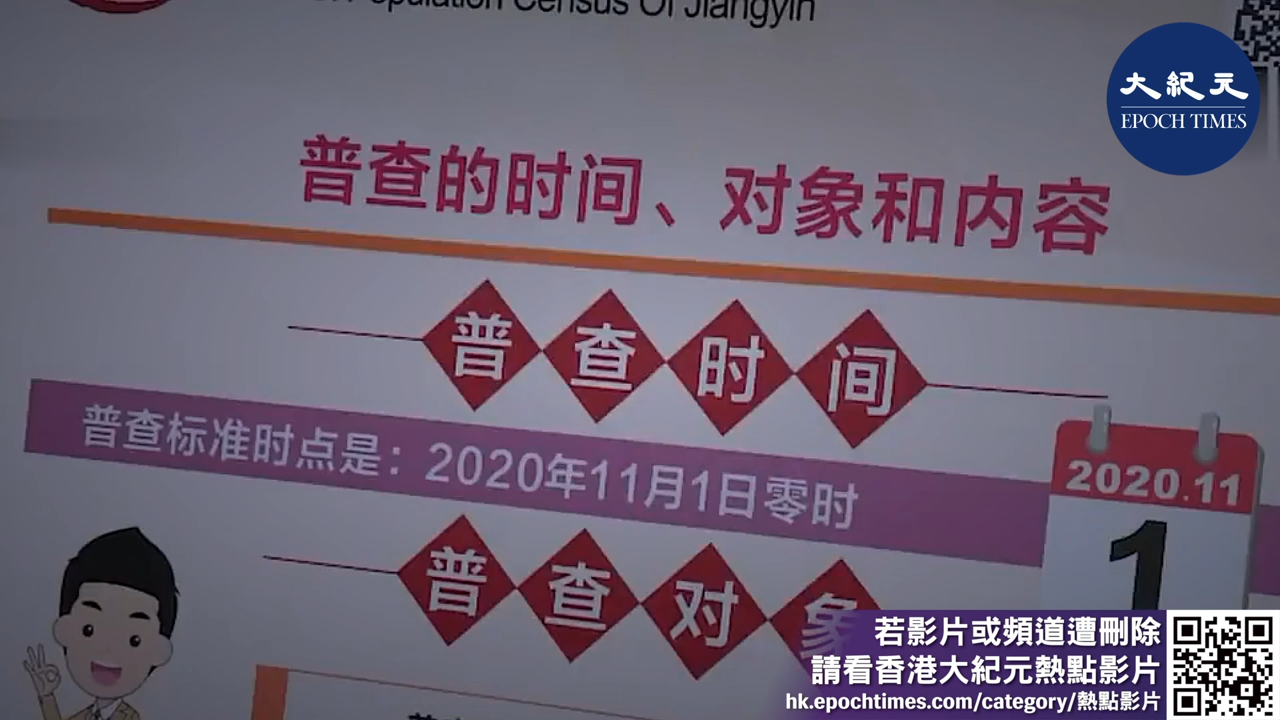 Population Census Of Jiangyin
大紀元
EPOCH TIMES
普查的时间、对象和内容
普查时间
普查标准时点是：2020年11月1日零时
2020.11
1
普查对象
若影片或頻道遭刪除
請看香港大紀元熱點影片
hk.epochtimes.com/category/熱點影片